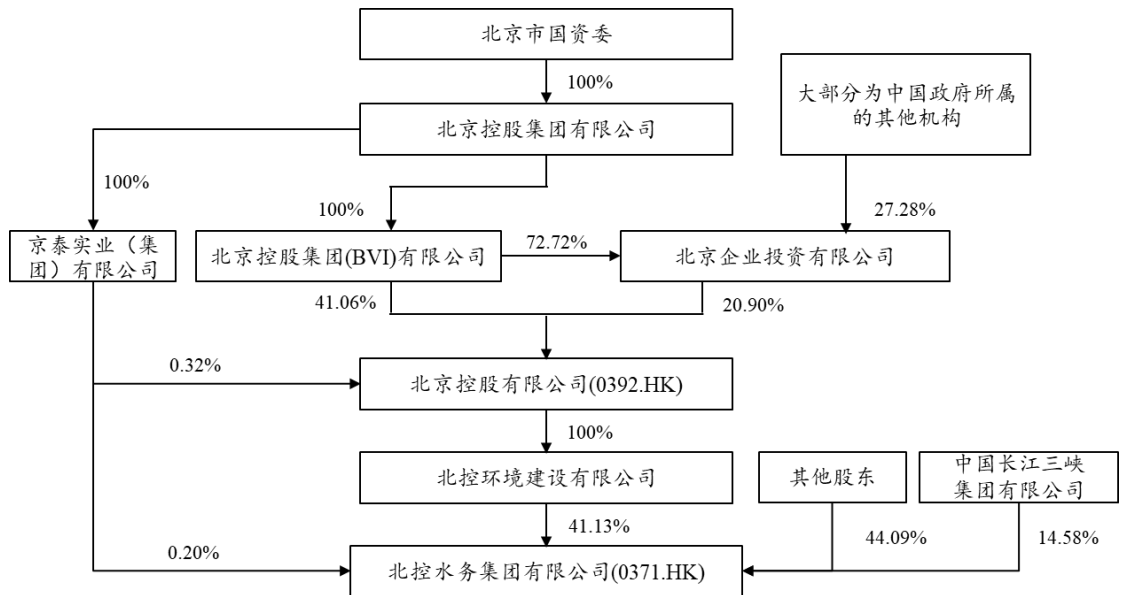 北京市国资委
100%
大部分为中国政府所属
的其他机构
北京控股集团有限公司
100%
100%
27.28%
京泰实业（集
团）有限公司
北京控股集团(BVI)有限公司
72.72%
北京企业投资有限公司
41.06%
20.90%
0.32%
北京控股有限公司(0392.HK)
100%
北控环境建设有限公司
其他股东
中国长江三峡
集团有限公司
41.13%
44.09%
14.58%
0.20%
北控水务集团有限公司(0371.HK)